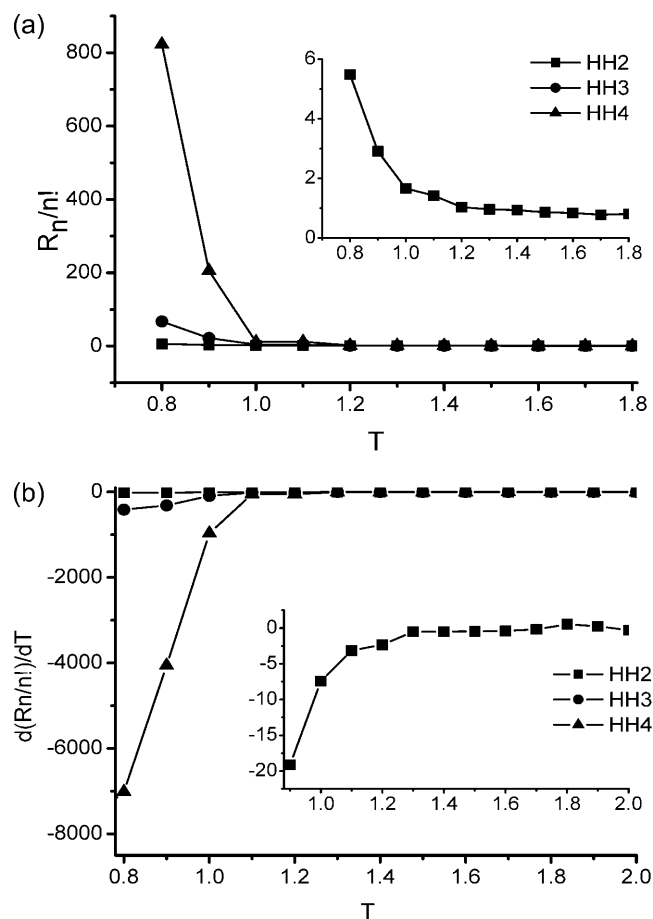 (a)
R_n/n!
800
600
400
200
0
0.8 1.0 1.2 1.4 1.6 1.8
T
6
4
2
0
0.8 1.0 1.2 1.4 1.6 1.8
HH2
HH3
HH4
(b)
d(Rn/n!)/dT
0
-2000
-4000
-6000
-8000
0.8 1.0 1.2 1.4 1.6 1.8 2.0
T
0
-5
-10
-15
-20
1.0 1.2 1.4 1.6 1.8 2.0
HH2
HH3
HH4